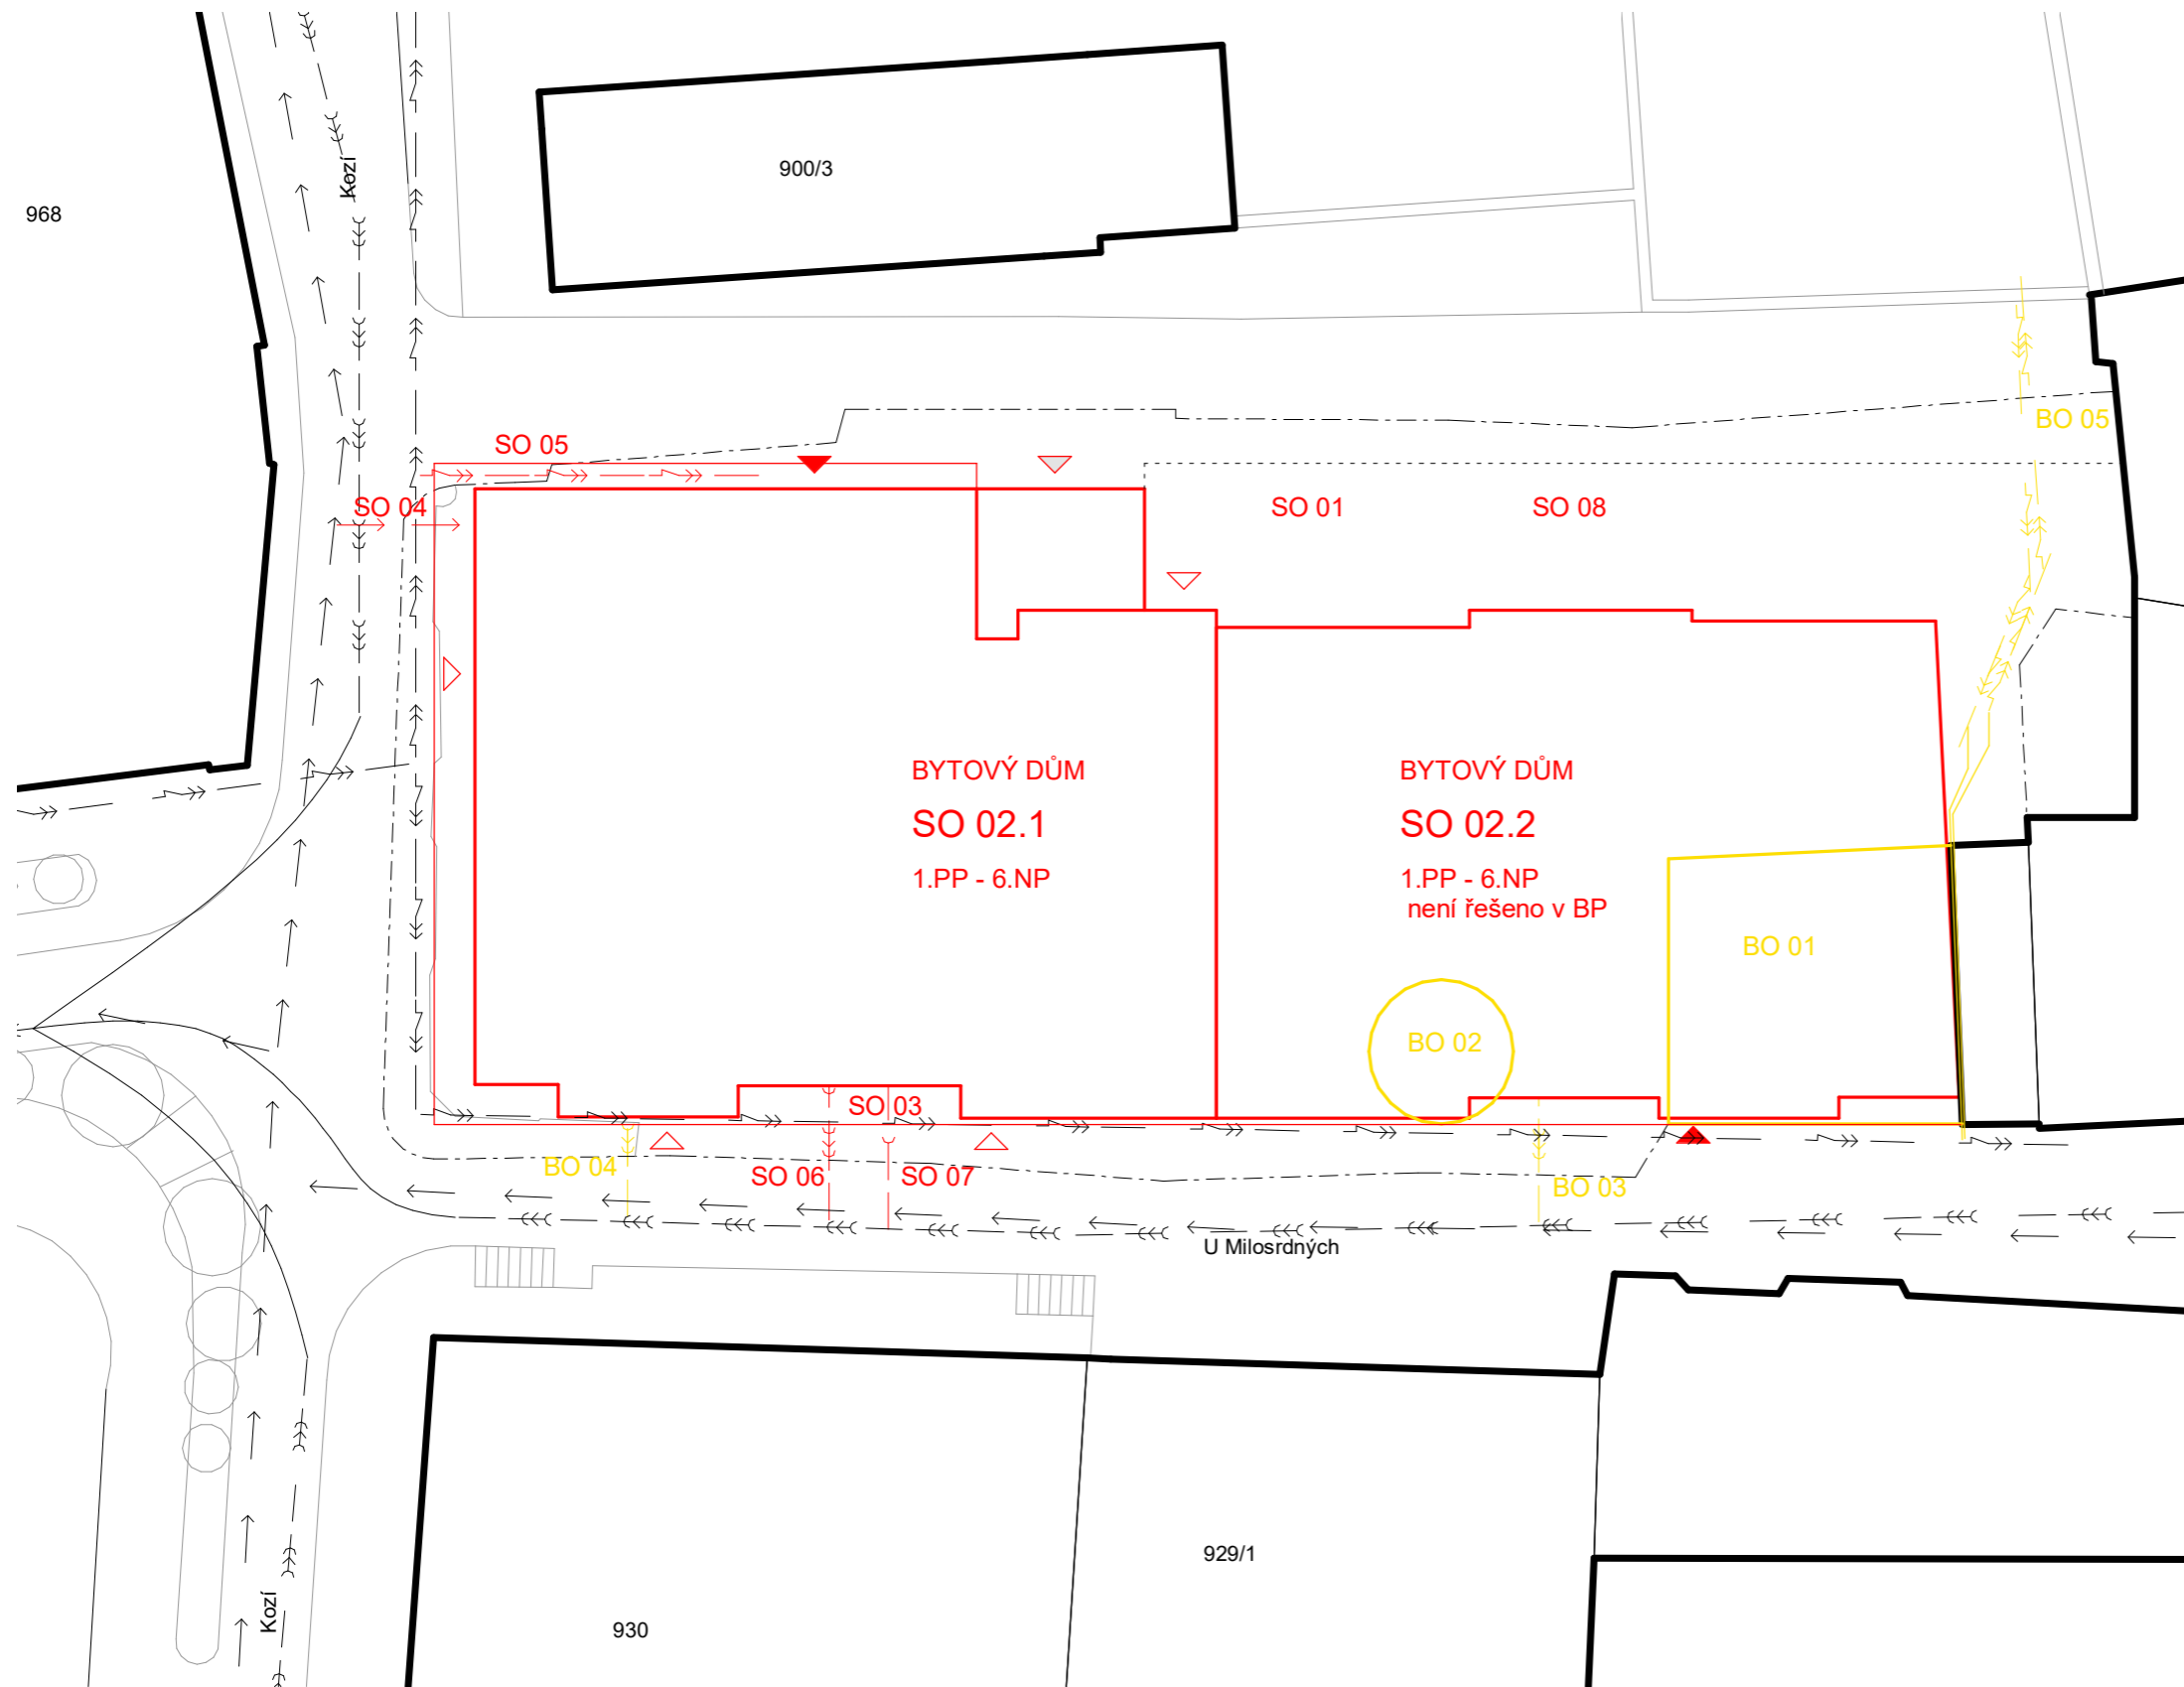 Kozí
900/3
968
BO 05
SO 05
SO 04
SO 01
SO 08
BYTOVÝ DŮM
SO 02.1
1.PP - 6.NP
BYTOVÝ DŮM
SO 02.2
1.PP - 6.NP
není řešeno v BP
BO 01
BO 02
SO 03
BO 04
SO 06
SO 07
BO 03
U Milosrdných
929/1
Kozí
930